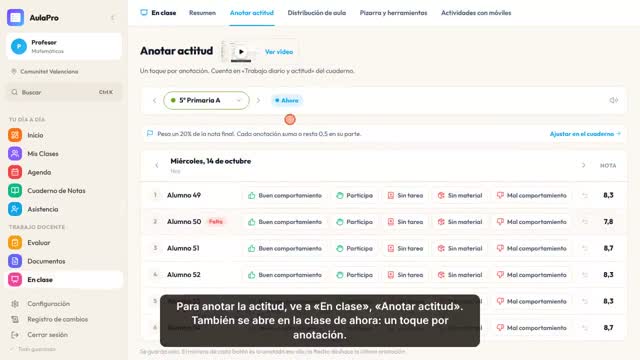 AulaPro
Profesor
Matemáticas
Comunitat Valenciana
Buscar
Ctrl K
TU DÍA A DÍA
Inicio
Mis Clases
Agenda
Cuaderno de Notas
Asistencia
TRABAJO DOCENTE
Evaluar
Documentos
En clase
Configuración
Registro de cambios
Cerrar sesión
Todo guardado
En clase Resumen Anotar actitud Distribución de aula Pizarra y herramientas Actividades con móviles
Anotar actitud
Ver vídeo
Un toque por anotación. Cuenta en «Trabajo diario y actitud» del cuaderno.
5º Primaria A
Ahora
Pesa un 20% de la nota final. Cada anotación suma o resta 0,5 en su parte.
Ajustar en el cuaderno →
Miércoles, 14 de octubre
Hoy
NOTA
1 Alumno 49 Buen comportamiento Participa Sin tarea Sin material Mal comportamiento 8,3
2 Alumno 50 Falta Buen comportamiento Participa Sin tarea Sin material Mal comportamiento 7,8
3 Alumno 51 Buen comportamiento Participa Sin tarea Sin material Mal comportamiento 8,7
4 Alumno 52 Buen comportamiento Participa Sin tarea Sin material Mal comportamiento 8,3
8,3
8,7
Para anotar la actitud, ve a «En clase», «Anotar actitud».
También se abre en la clase de ahora: un toque por
anotación.